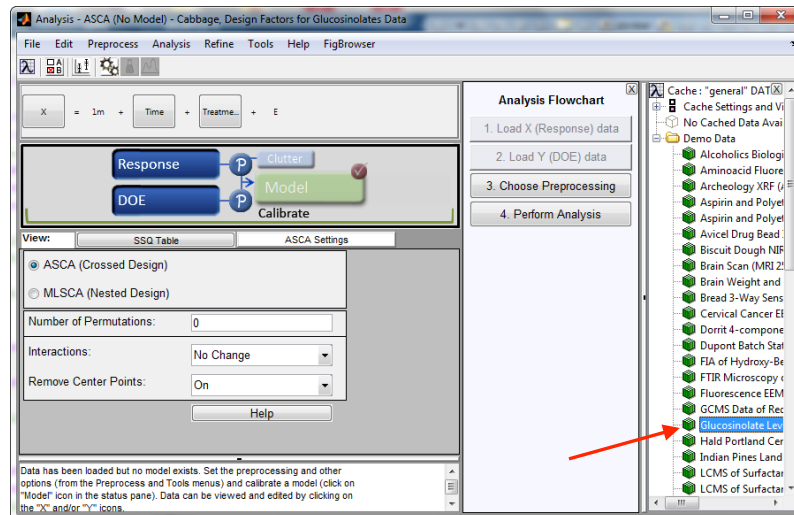 Analysis - ASCA (No Model) - Cabbage, Design Factors for Glucosinolates Data
File Edit Preprocess Analysis Refine Tools Help FigBrowser
X = 1m + Time + Treatme... + E
Response
DOE
P
P
Clutter
Model
Calibrate
View: SSQ Table ASCA Settings
ASCA (Crossed Design)
MLSCA (Nested Design)
Number of Permutations: 0
Interactions: No Change
Remove Center Points: On
Help
Data has been loaded but no model exists. Set the preprocessing and other
options (from the Preprocess and Tools menus) and calibrate a model (click on
"Model" icon in the status pane). Data can be viewed and edited by clicking on
the "X" and/or "Y" icons.
Analysis Flowchart
1. Load X (Response) data
2. Load Y (DOE) data
3. Choose Preprocessing
4. Perform Analysis
Cache : "general" DAT
Cache Settings and Vi
No Cached Data Avai
Demo Data
Alcoholics Biologi
Aminoacid Fluore
Archeology XRF (
Aspirin and Polyet
Aspirin and Polyet
Avicel Drug Bead
Biscuit Dough NIR
Brain Scan (MRI 25
Brain Weight and
Bread 3-Way Sens
Cervical Cancer EE
Dorrit 4-compone
Dupont Batch Stat
FIA of Hydroxy-Be
FTIR Microscopy
Fluorescence EEM
GCMS Data of Rec
Glucosinolate Lev
Hald Portland Cer
Indian Pines Land
LCMS of Surfactar
LCMS of Surfactar